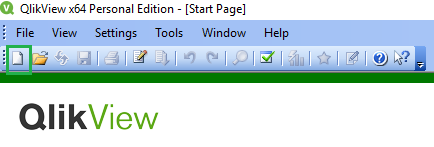 QlikView x64 Personal Edition - [Start Page]
File View Settings Tools Window Help
QlikView